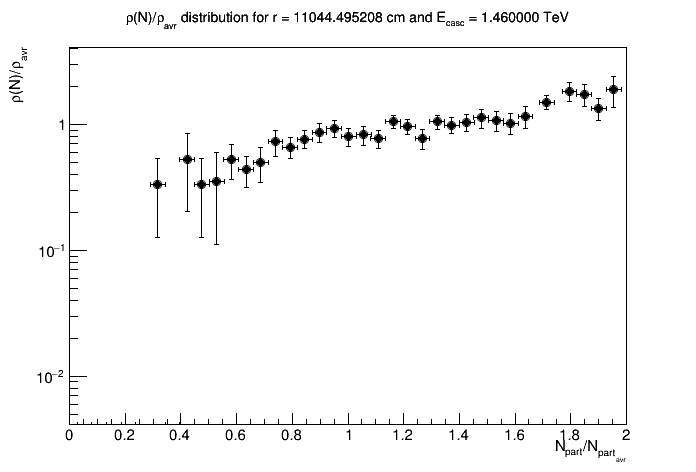 ρ(N)/ρavr distribution for r = 11044.495208 cm and Ecasc = 1.460000 TeV
ρ(N)/ρavr
1
10−1
10−2
0 0.2 0.4 0.6 0.8 1 1.2 1.4 1.6 1.8 2
Npart/Npartavr